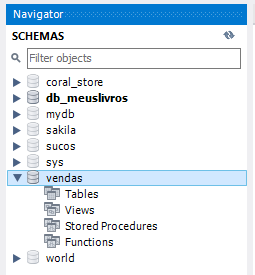 Navigator
SCHEMAS
Filter objects
coral_store
db_meuslivros
mydb
sakila
sucos
sys
vendas
Tables
Views
Stored Procedures
Functions
world